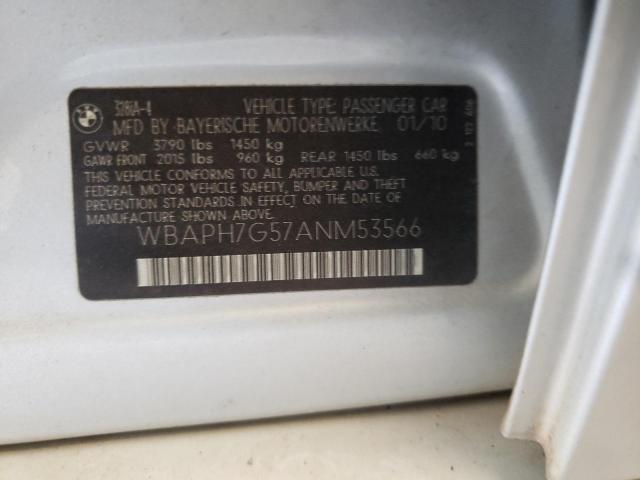 328iA-4 VEHICLE TYPE: PASSENGER CAR
MFD BY BAYERISCHE MOTORENWERKE 01/10
GVWR 3790 lbs 1450 kg
GAWR FRONT 2015 lbs 960 kg REAR 1450 lbs 660 kg
THIS VEHICLE CONFORMS TO ALL APPLICABLE U.S.
FEDERAL MOTOR VEHICLE SAFETY, BUMPER AND THEFT
PREVENTION STANDARDS IN EFFECT ON THE DATE OF
MANUFACTURE SHOWN ABOVE.
WBAPH7G57ANM53566